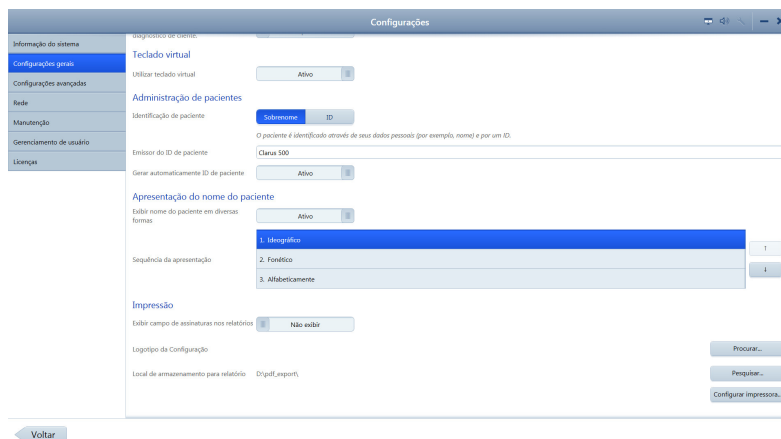 Configurações
Informação do sistema
Configurações gerais
Configurações avançadas
Rede
Manutenção
Gerenciamento de usuário
Licenças
diagnóstico de cliente:
Teclado virtual
Utilizar teclado virtual
Ativo
Administração de pacientes
Identificação de paciente
Sobrenome
ID
O paciente é identificado através de seus dados pessoais (por exemplo, nome) e por um ID.
Emissor do ID de paciente
Clarus 500
Gerar automaticamente ID de paciente
Ativo
Apresentação do nome do paciente
Exibir nome do paciente em diversas
formas
Ativo
Sequência da apresentação
1. Ideográfico
2. Fonético
3. Alfabeticamente
↑
↓
Impressão
Exibir campo de assinaturas nos relatórios
Não exibir
Logotipo da Configuração
Procurar...
Local de armazenamento para relatório
D:\pdf_export\
Pesquisar...
Configurar impressora...
Voltar